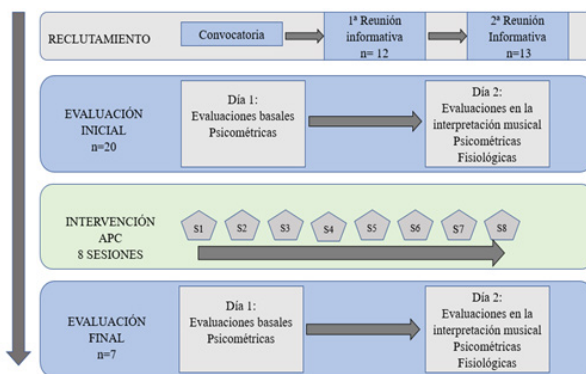 RECLUTAMIENTO
Convocatoria
1ª Reunión
informativa
n= 12
2ª Reunión
Informativa
n=13
EVALUACIÓN
INICIAL
n=20
Día 1:
Evaluaciones basales
Psicométricas
Día 2:
Evaluaciones en la
interpretación musical
Psicométricas
Fisiológicas
INTERVENCIÓN
APC
8 SESIONES
S1
S2
S3
S4
S5
S6
S7
S8
EVALUACIÓN
FINAL
n=7
Día 1:
Evaluaciones basales
Psicométricas
Día 2:
Evaluaciones en la
interpretación musical
Psicométricas
Fisiológicas